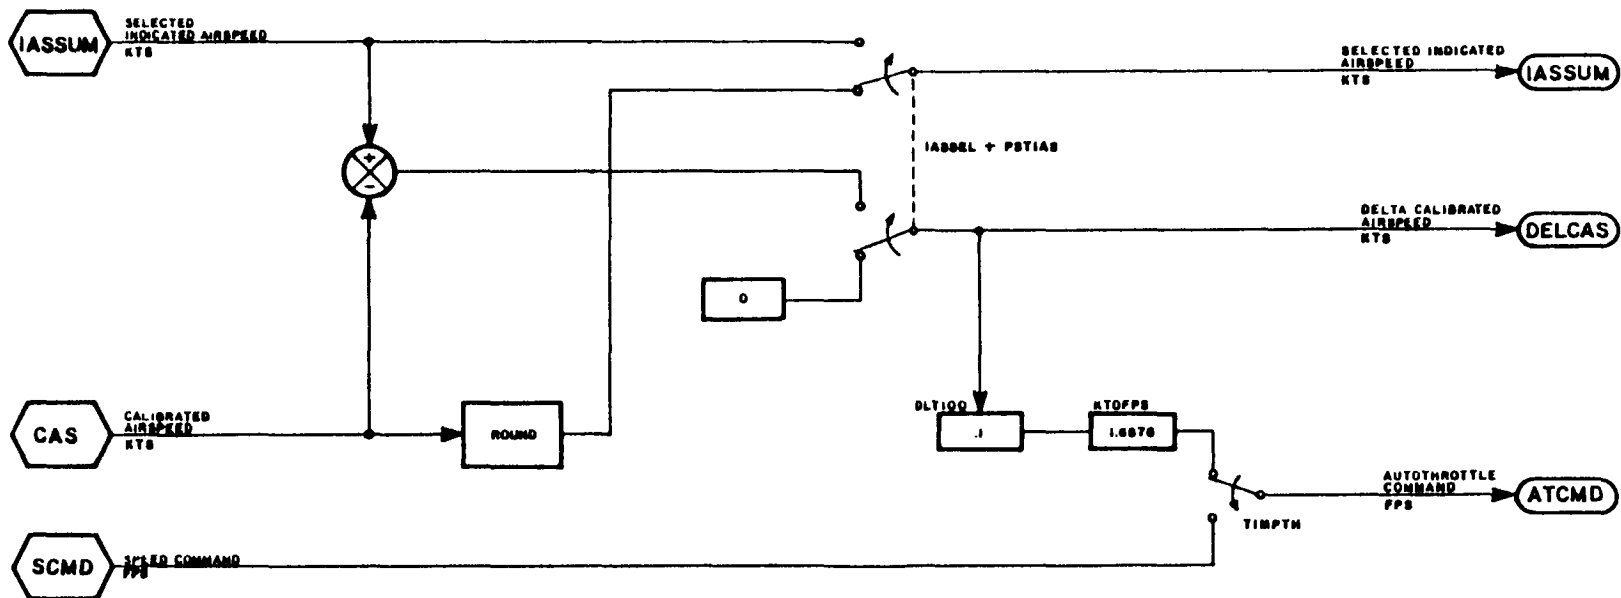 IASSUM
SELECTED
INDICATED AIRSPEED
KTS
SELECTED INDICATED
AIRSPEED
KTS
IASSUM
+
-
IASSEL + PSTIAS
DELTA CALIBRATED
AIRSPEED
KTS
DELCAS
0
CAS
CALIBRATED
AIRSPEED
KTS
ROUND
DLT100
.1
KTOFPS
1.6878
AUTOTHROTTLE
COMMAND
FPS
ATCMD
TIMPTH
SCMD
SPEED COMMAND
FPS